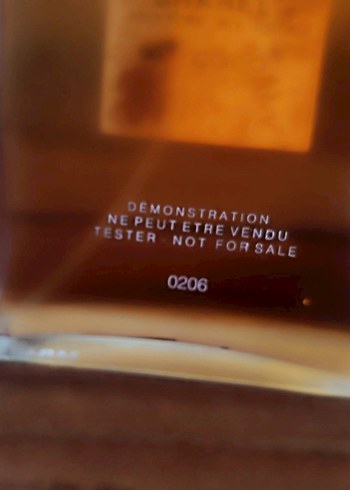 DÉMONSTRATION
NE PEUT ETRE VENDU
TESTER - NOT FOR SALE
0206